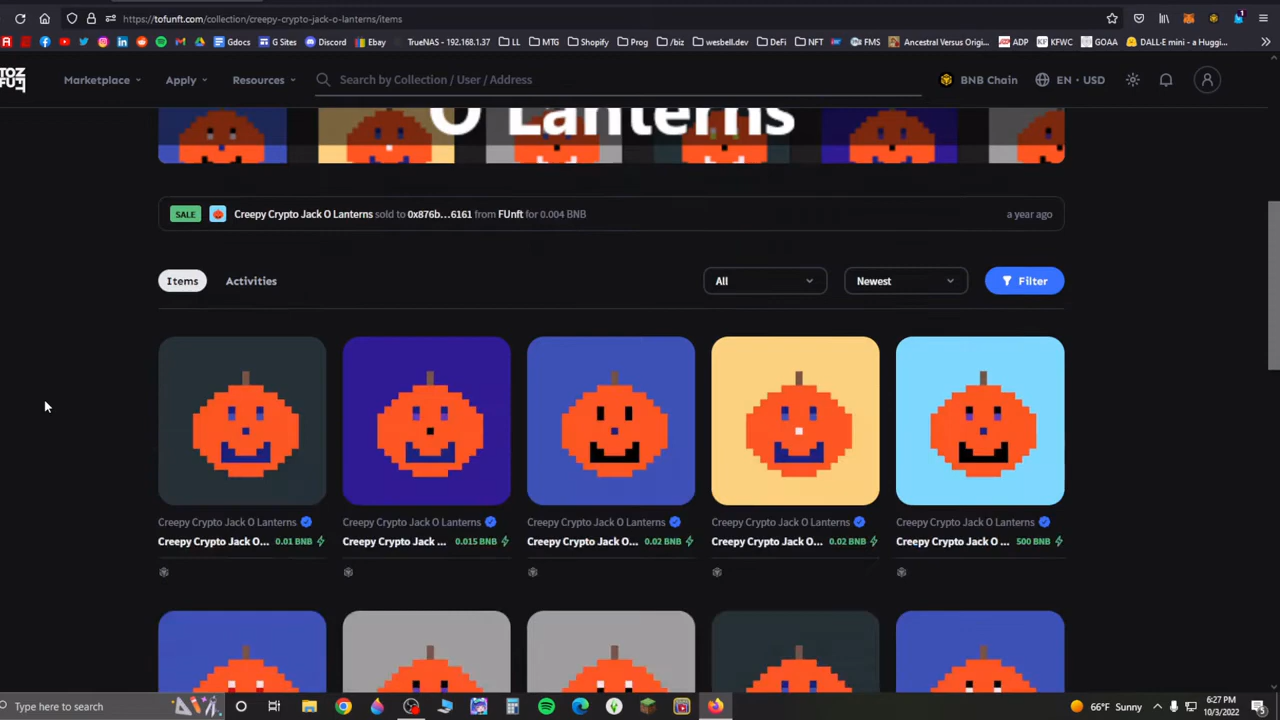 https://tofunft.com/collection/creepy-crypto-jack-o-lanterns/items
Gdocs G Sites Discord Ebay TrueNAS - 192.168.1.37 LL MTG Shopify Prog /biz wesbell.dev DeFi NFT FMS Ancestral Versus Origi... ADP KFWC GOAA DALL-E mini - a Huggi...
TOZ FUT Marketplace Apply Resources Search by Collection / User / Address BNB Chain EN · USD
O Lanterns
SALE Creepy Crypto Jack O Lanterns sold to 0x876b...6161 from FUnft for 0.004 BNB a year ago
Items Activities All Newest Filter
Creepy Crypto Jack O Lanterns Creepy Crypto Jack O Lanterns Creepy Crypto Jack O Lanterns Creepy Crypto Jack O Lanterns Creepy Crypto Jack O Lanterns
Creepy Crypto Jack O... 0.01 BNB Creepy Crypto Jack ... 0.015 BNB Creepy Crypto Jack O... 0.02 BNB Creepy Crypto Jack O... 0.02 BNB Creepy Crypto Jack O ... 500 BNB
Type here to search 66°F Sunny 6:27 PM
10/3/2022